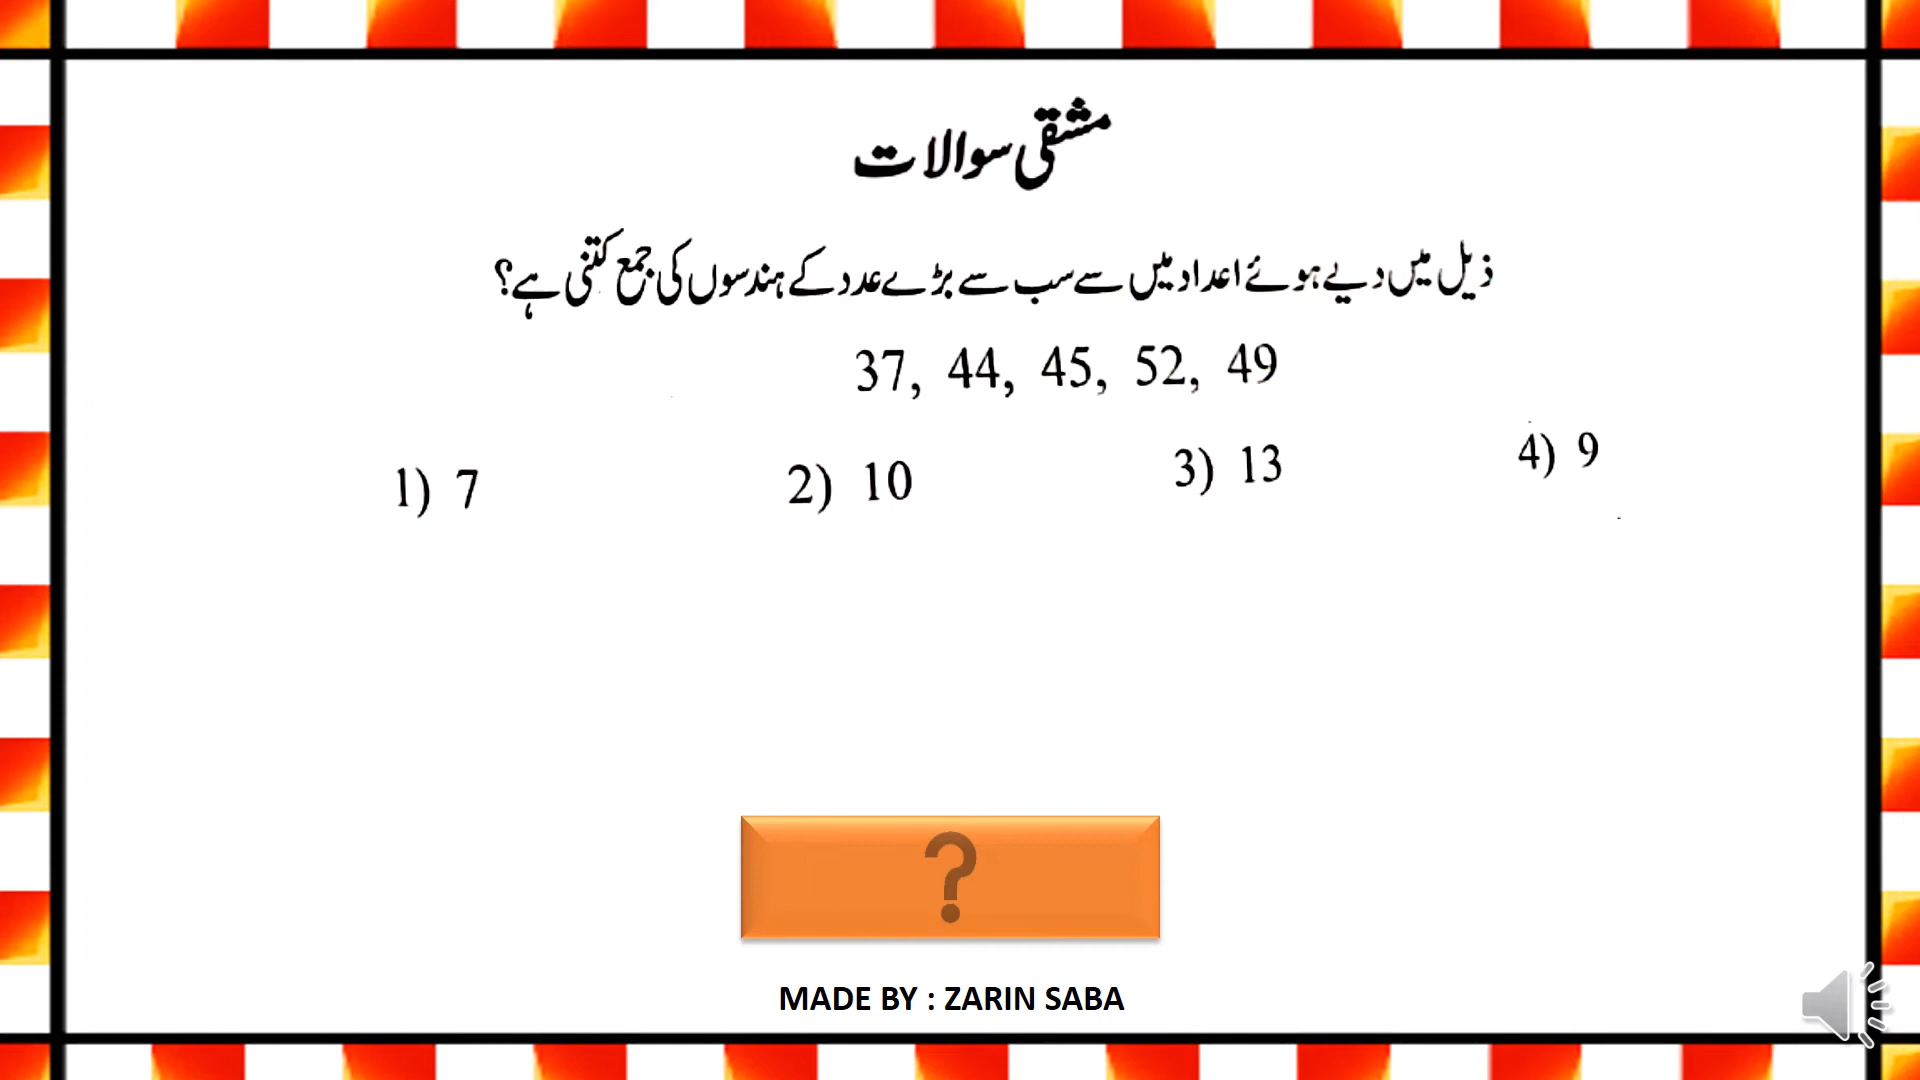 مشقی سوالات
ذیل میں دیے ہوئے اعداد میں سے سب سے بڑے عدد کے ہندسوں کی جمع کتنی ہے؟
37, 44, 45, 52, 49
1) 7 2) 10 3) 13 4) 9
?
MADE BY : ZARIN SABA